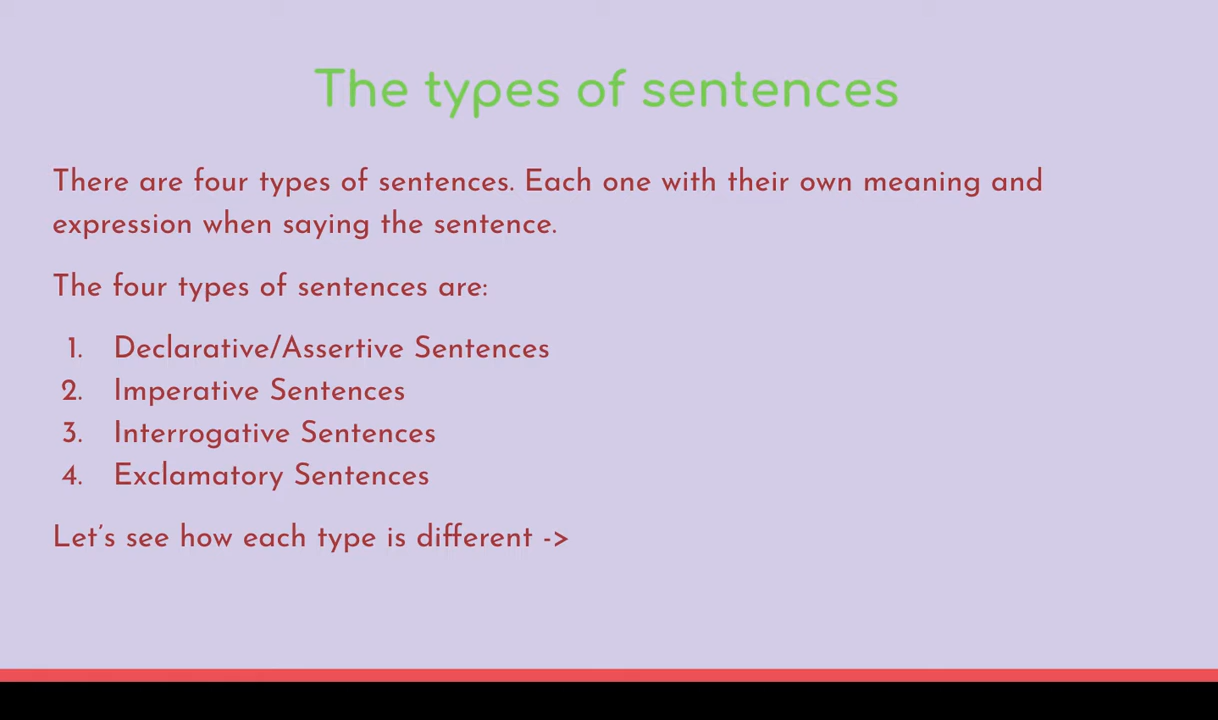 The types of sentences
There are four types of sentences. Each one with their own meaning and
expression when saying the sentence.
The four types of sentences are:
1. Declarative/Assertive Sentences
2. Imperative Sentences
3. Interrogative Sentences
4. Exclamatory Sentences
Let’s see how each type is different ->